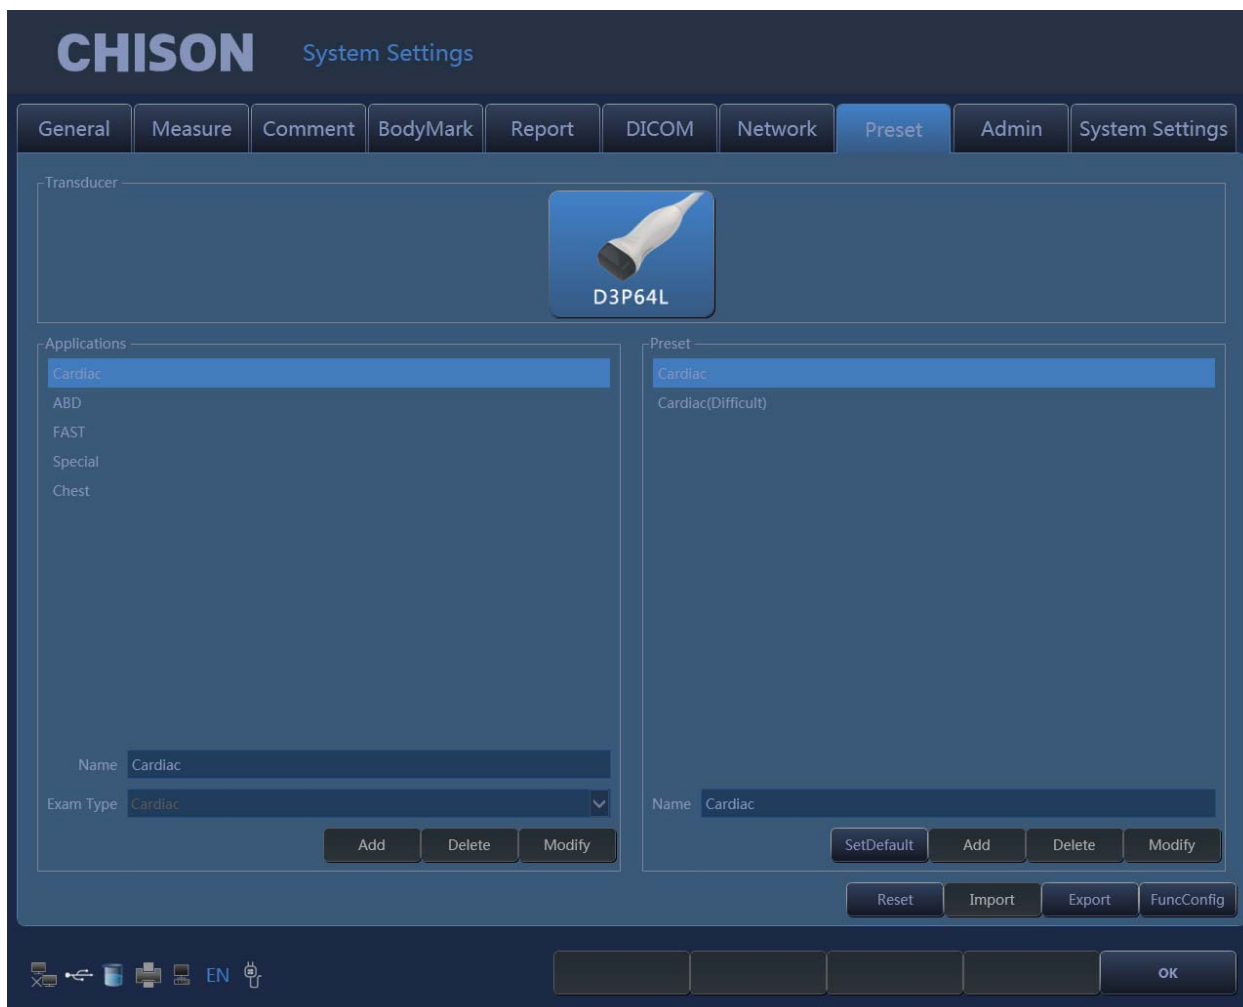 CHISON System Settings
General Measure Comment BodyMark Report DICOM Network Preset Admin System Settings
Transducer
D3P64L
Applications
Cardiac
ABD
FAST
Special
Chest
Name Cardiac
Exam Type Cardiac
Add Delete Modify
Preset
Cardiac
Cardiac(Difficult)
Name Cardiac
SetDefault Add Delete Modify
Reset Import Export FuncConfig
EN OK